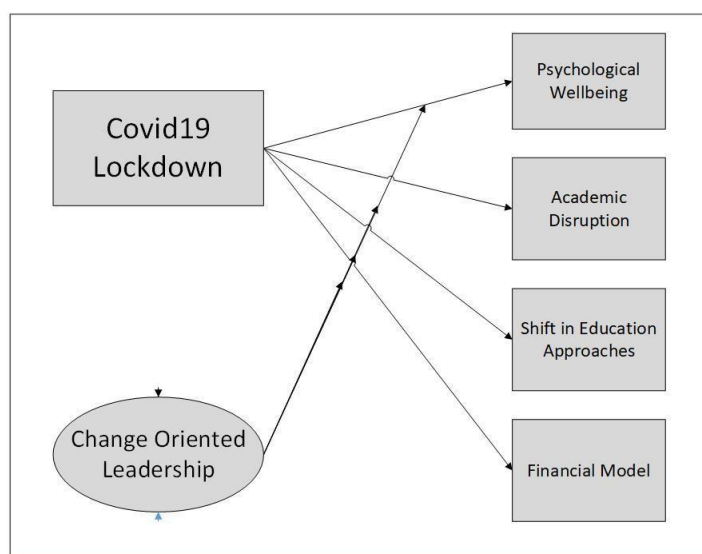 Covid19
Lockdown
Psychological
Wellbeing
Academic
Disruption
Shift in Education
Approaches
Change Oriented
Leadership
Financial Model